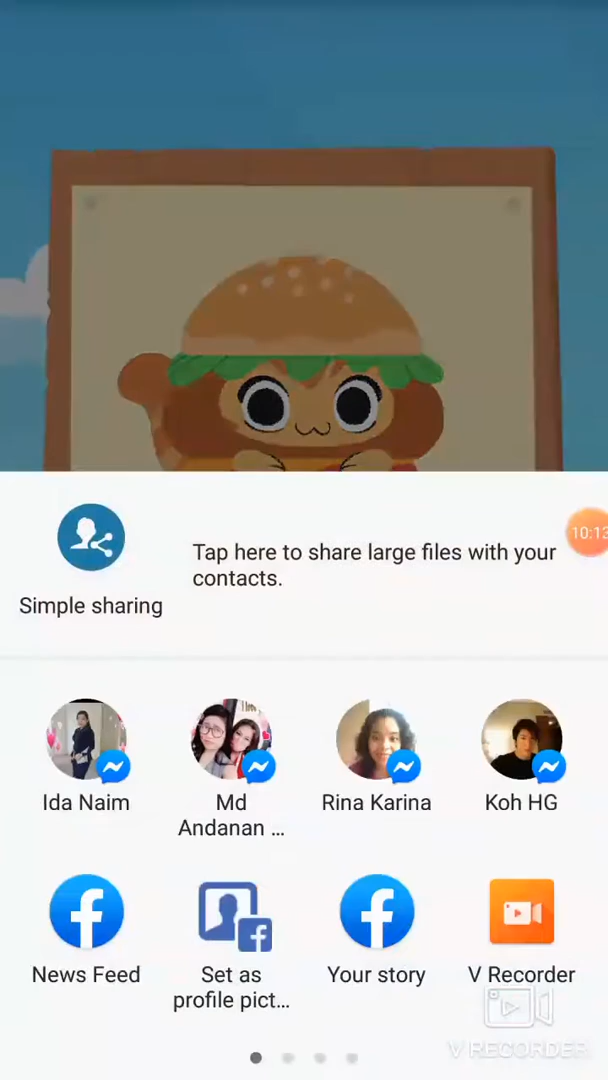 Tap here to share large files with your
contacts.
10:13
Simple sharing
Ida Naim
Md
Andanan ...
Rina Karina
Koh HG
News Feed
Set as
profile pict...
Your story
V Recorder
V RECORDER